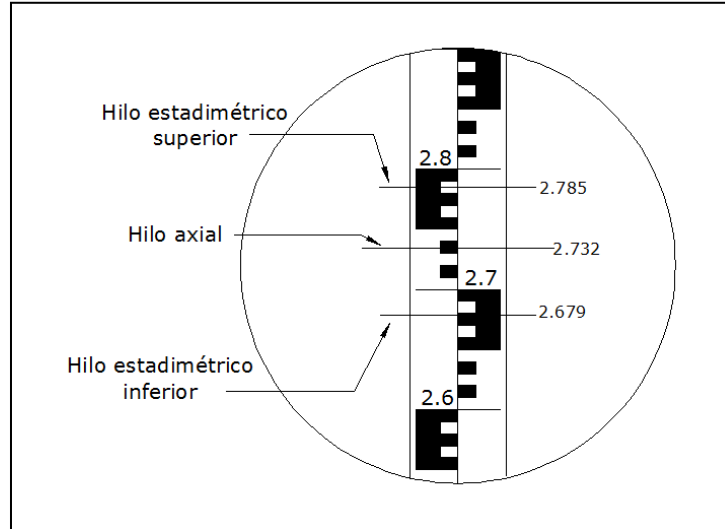 Hilo estadimétrico
superior
2.8
2.785
Hilo axial
2.732
2.7
2.679
Hilo estadimétrico
inferior
2.6